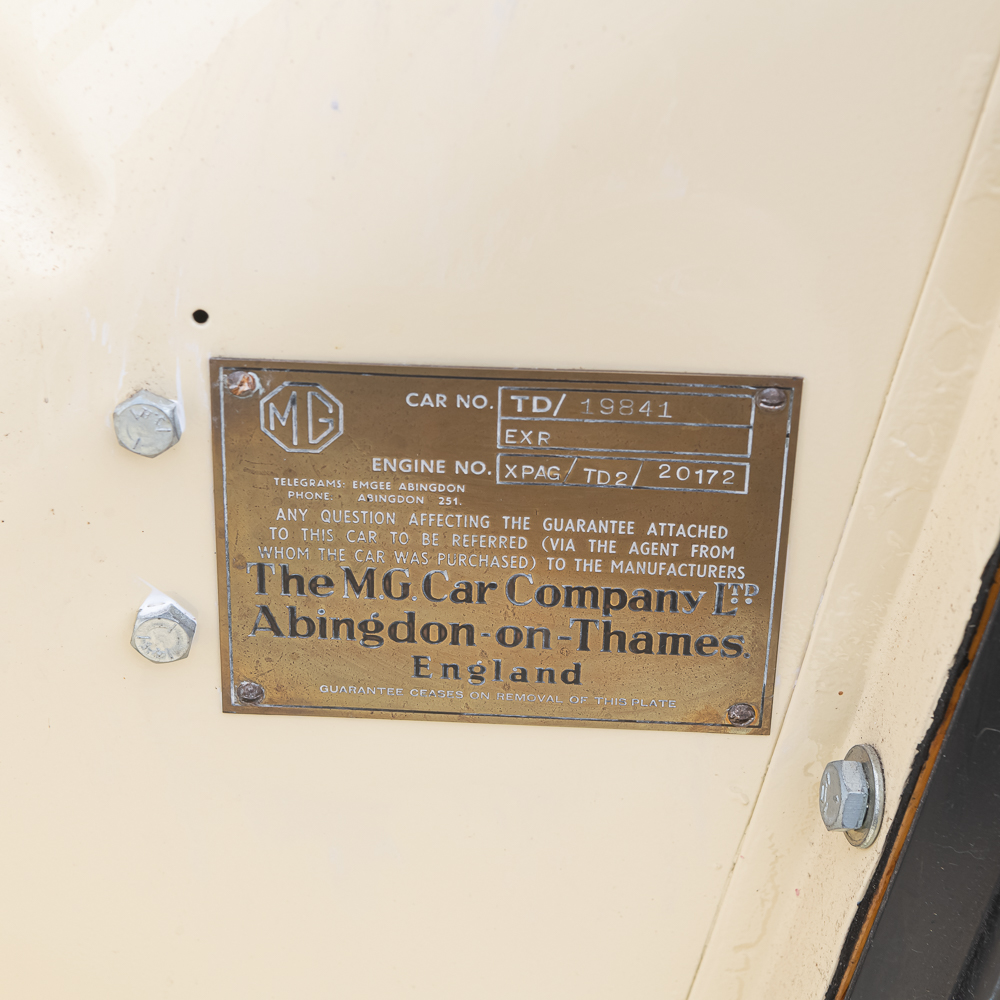 MG
CAR NO. TD/ 19841
EXR
ENGINE NO. XPAG/TD2/ 20172
TELEGRAMS: EMGEE ABINGDON
PHONE. ABINGDON 251.
ANY QUESTION AFFECTING THE GUARANTEE ATTACHED
TO THIS CAR TO BE REFERRED (VIA THE AGENT FROM
WHOM THE CAR WAS PURCHASED) TO THE MANUFACTURERS
The M.G. Car Company LTD.
Abingdon-on-Thames.
England
GUARANTEE CEASES ON REMOVAL OF THIS PLATE